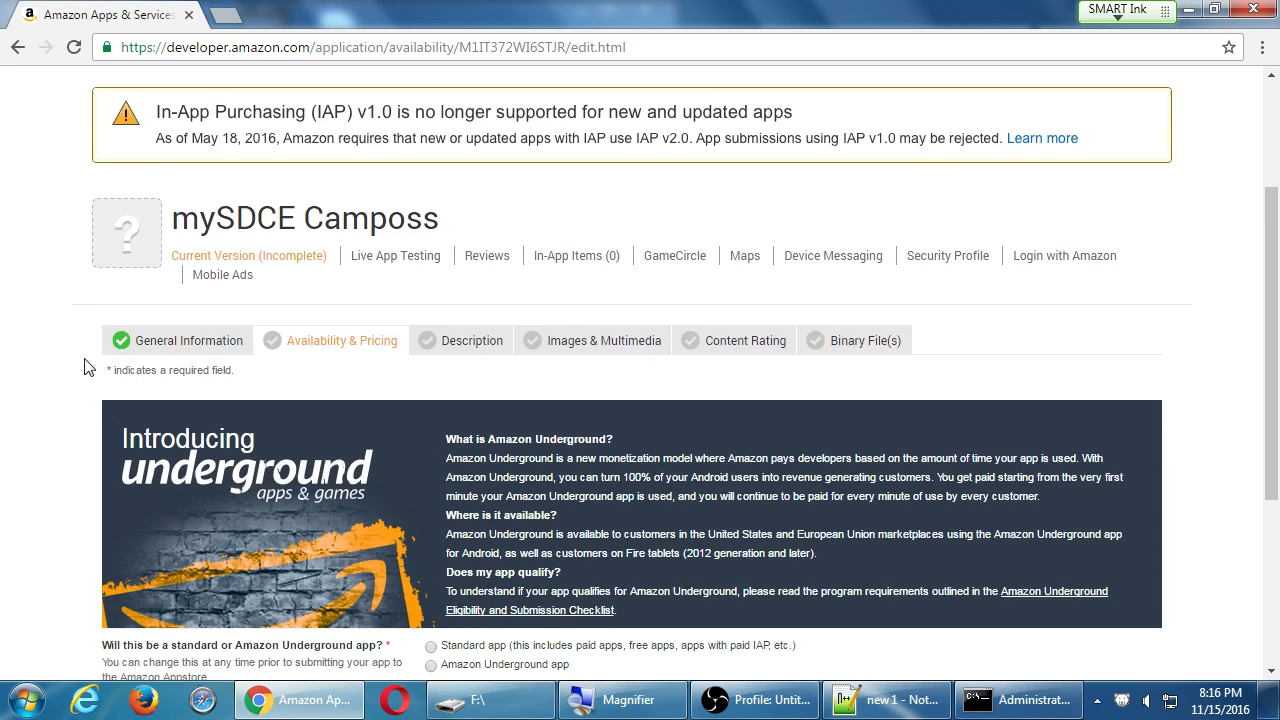 Amazon Apps & Services
SMART Ink
https://developer.amazon.com/application/availability/M1IT372WI6STJR/edit.html
In-App Purchasing (IAP) v1.0 is no longer supported for new and updated apps
As of May 18, 2016, Amazon requires that new or updated apps with IAP use IAP v2.0. App submissions using IAP v1.0 may be rejected. Learn more
?
mySDCE Camposs
Current Version (Incomplete) Live App Testing Reviews In-App Items (0) GameCircle Maps Device Messaging Security Profile Login with Amazon
Mobile Ads
General Information Availability & Pricing Description Images & Multimedia Content Rating Binary File(s)
* indicates a required field.
Introducing
underground
apps & games
What is Amazon Underground?
Amazon Underground is a new monetization model where Amazon pays developers based on the amount of time your app is used. With
Amazon Underground, you can turn 100% of your Android users into revenue generating customers. You get paid starting from the very first
minute your Amazon Underground app is used, and you will continue to be paid for every minute of use by every customer.
Where is it available?
Amazon Underground is available to customers in the United States and European Union marketplaces using the Amazon Underground app
for Android, as well as customers on Fire tablets (2012 generation and later).
Does my app qualify?
To understand if your app qualifies for Amazon Underground, please read the program requirements outlined in the Amazon Underground
Eligibility and Submission Checklist.
Will this be a standard or Amazon Underground app? *
You can change this at any time prior to submitting your app to
the Amazon Appstore
Standard app (this includes paid apps, free apps, apps with paid IAP, etc.)
Amazon Underground app
Amazon Ap... F:\ Magnifier Profile: Untit... new 1 - Not... Administrat...
8:16 PM
11/15/2016